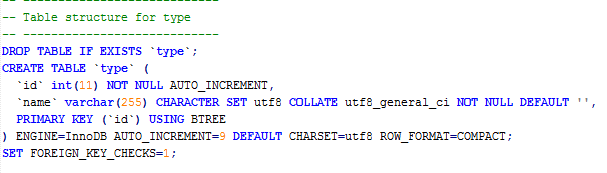 -- ----------------------------
-- Table structure for type
-- ----------------------------
DROP TABLE IF EXISTS `type`;
CREATE TABLE `type` (
  `id` int(11) NOT NULL AUTO_INCREMENT,
  `name` varchar(255) CHARACTER SET utf8 COLLATE utf8_general_ci NOT NULL DEFAULT '',
  PRIMARY KEY (`id`) USING BTREE
) ENGINE=InnoDB AUTO_INCREMENT=9 DEFAULT CHARSET=utf8 ROW_FORMAT=COMPACT;
SET FOREIGN_KEY_CHECKS=1;